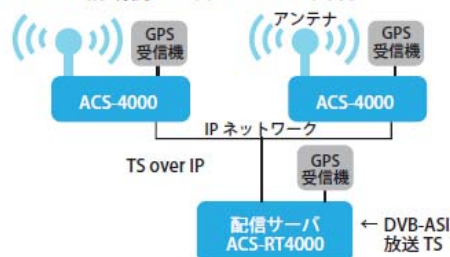 アンテナ
GPS
受信機
GPS
受信機
ACS-4000
ACS-4000
IP ネットワーク
TS over IP
GPS
受信機
配信サーバ
ACS-RT4000
← DVB-ASI
放送 TS